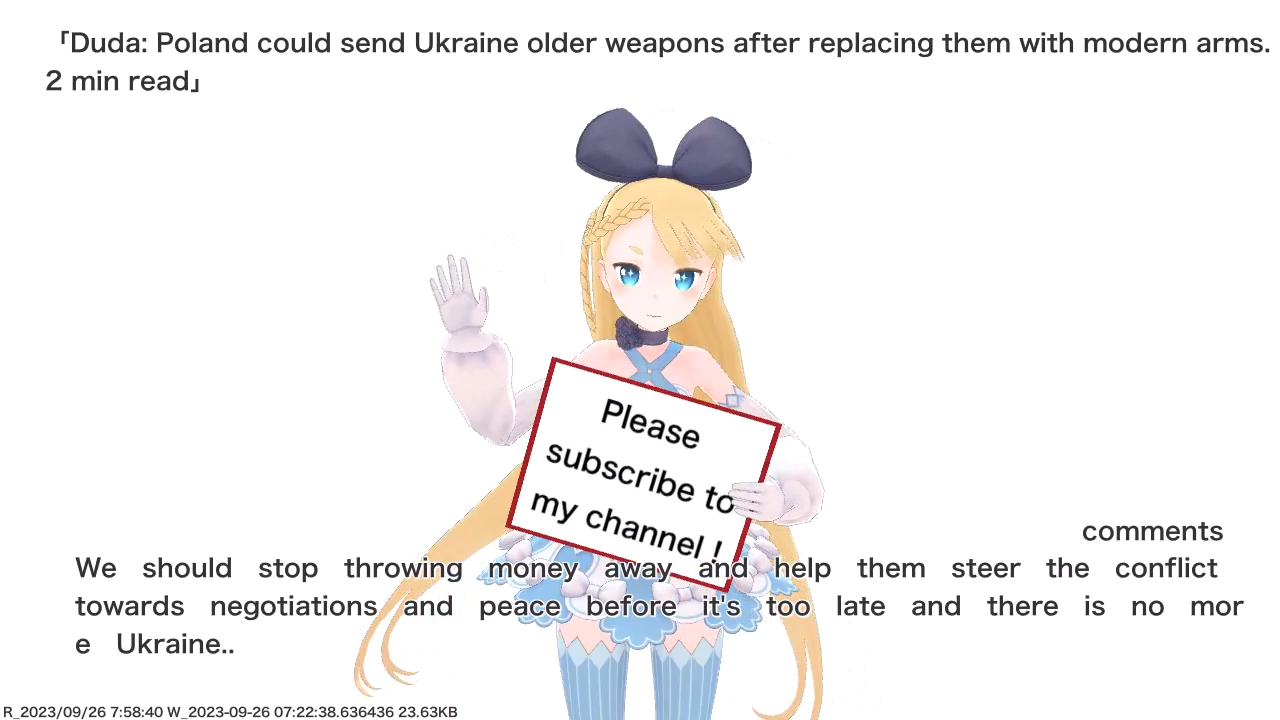 「Duda: Poland could send Ukraine older weapons after replacing them with modern arms.
2 min read」
Please
subscribe to
my channel !
comments
We should stop throwing money away and help them steer the conflict
towards negotiations and peace before it's too late and there is no mor
e Ukraine..
R_2023/09/26 7:58:40 W_2023-09-26 07:22:38.636436 23.63KB